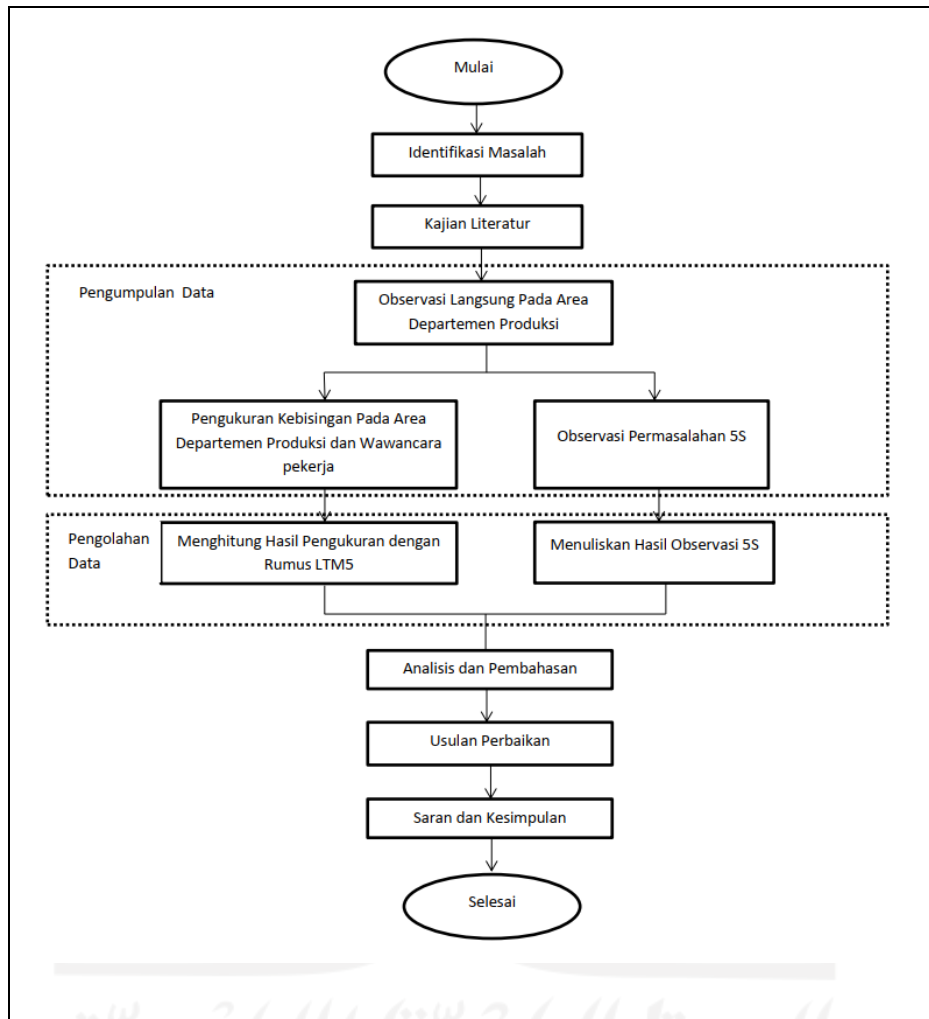 Mulai
Identifikasi Masalah
Kajian Literatur
Pengumpulan Data
Observasi Langsung Pada Area
Departemen Produksi
Pengukuran Kebisingan Pada Area
Departemen Produksi dan Wawancara
pekerja
Observasi Permasalahan 5S
Pengolahan
Data
Menghitung Hasil Pengukuran dengan
Rumus LTM5
Menuliskan Hasil Observasi 5S
Analisis dan Pembahasan
Usulan Perbaikan
Saran dan Kesimpulan
Selesai